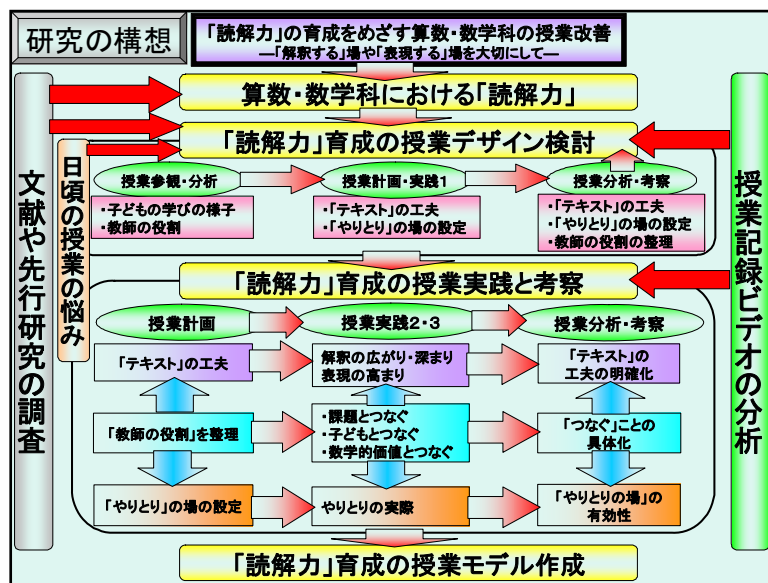 研究の構想
「読解力」の育成をめざす算数・数学科の授業改善
―「解釈する」場や「表現する」場を大切にして―
算数・数学科における「読解力」
「読解力」育成の授業デザイン検討
文献や先行研究の調査
日頃の授業の悩み
授業記録ビデオの分析
授業参観・分析
授業計画・実践1
授業分析・考察
・子どもの学びの様子
・教師の役割
・「テキスト」の工夫
・「やりとり」の場の設定
・「テキスト」の工夫
・「やりとり」の場の設定
・教師の役割の整理
「読解力」育成の授業実践と考察
授業計画
授業実践2・3
授業分析・考察
「テキスト」の工夫
解釈の広がり・深まり
表現の高まり
「テキスト」の
工夫の明確化
「教師の役割」を整理
・課題とつなぐ
・子どもとつなぐ
・数学的価値とつなぐ
「つなぐ」ことの
具体化
「やりとり」の場の設定
やりとりの実際
「やりとりの場」の
有効性
「読解力」育成の授業モデル作成